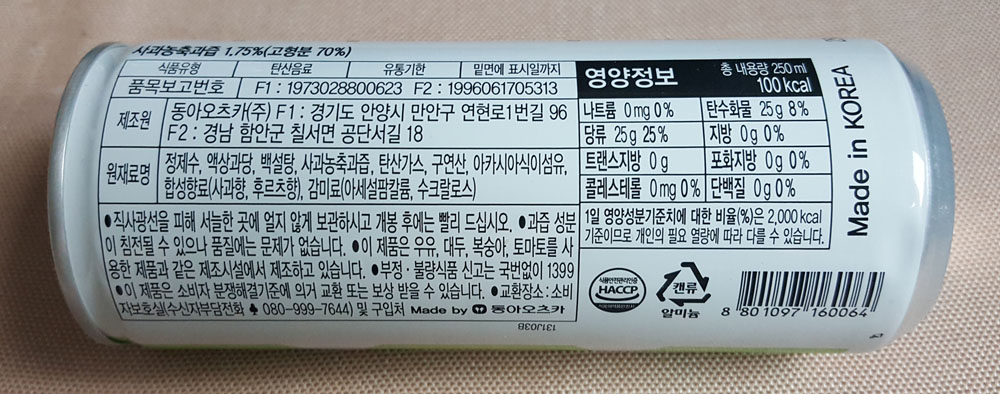 사과농축과즙 1.75%(고형분 70%)
식품유형 탄산음료 유통기한 밑면에 표시일까지
품목보고번호 F1 : 1973028800623 F2 : 1996061705313
제조원 동아오츠카(주) F1 : 경기도 안양시 만안구 연현로1번길 96
F2 : 경남 함안군 칠서면 공단서길 18
원재료명 정제수, 액상과당, 백설탕, 사과농축과즙, 탄산가스, 구연산, 아카시아식이섬유,
합성향료(사과향, 후르츠향), 감미료(아세설팜칼륨, 수크랄로스)
●직사광선을 피해 서늘한 곳에 얼지 않게 보관하시고 개봉 후에는 빨리 드십시오. ●과즙 성분
이 침전될 수 있으나 품질에는 문제가 없습니다. ●이 제품은 우유, 대두, 복숭아, 토마토를 사
용한 제품과 같은 제조시설에서 제조하고 있습니다. ●부정·불량식품 신고는 국번없이 1399
●이 제품은 소비자 분쟁해결기준에 의거 교환 또는 보상 받을 수 있습니다. ●교환장소 : 소비
자보호실(수신자부담전화 080-999-7644) 및 구입처 Made by 동아오츠카
131J03B
영양정보 총 내용량 250 ml
100 kcal
나트륨 0 mg 0% 탄수화물 25 g 8%
당류 25 g 25% 지방 0 g 0%
트랜스지방 0 g 포화지방 0 g 0%
콜레스테롤 0 mg 0% 단백질 0 g 0%
1일 영양성분기준치에 대한 비율(%)은 2,000 kcal
기준이므로 개인의 필요 열량에 따라 다를 수 있습니다.
HACCP
캔류
알미늄
8 801097 160064
Made in KOREA